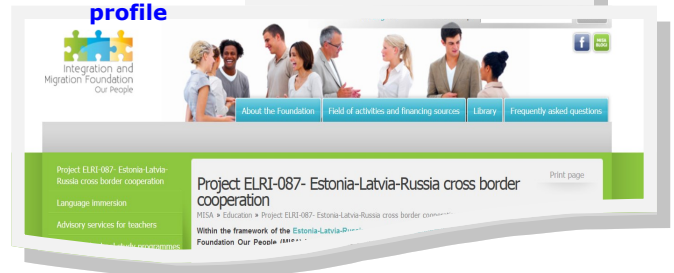 profile
Integration and
Migration Foundation
Our People
MISA
BLOGI
About the Foundation
Field of activities and financing sources
Library
Frequently asked questions
Project ELRI-087- Estonia-Latvia-
Russia cross border cooperation
Language immersion
Advisory services for teachers
Project ELRI-087- Estonia-Latvia-Russia cross border
cooperation
Print page
MISA » Education » Project ELRI-087- Estonia-Latvia-Russia cross border
Within the framework of the Estonia-Latvia-
Foundation Our People
programmes